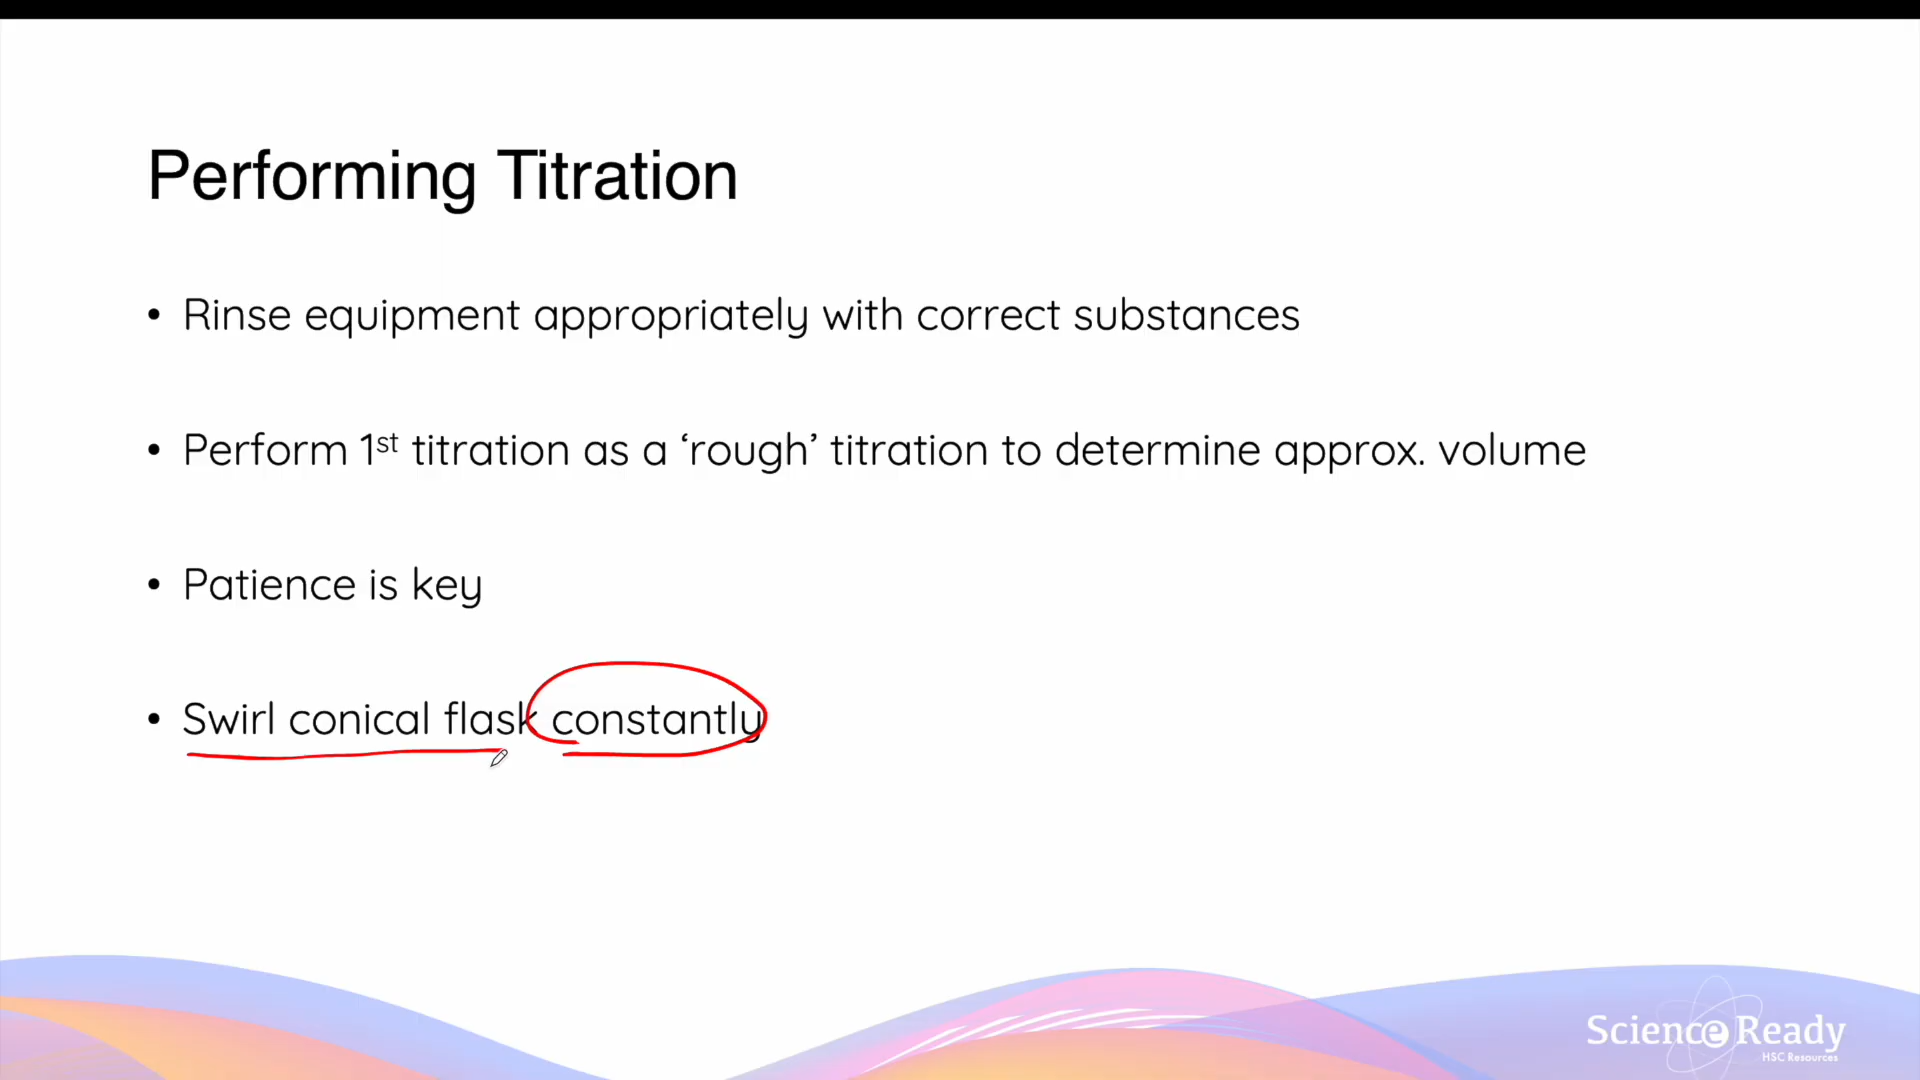 Performing Titration
• Rinse equipment appropriately with correct substances
• Perform 1st titration as a ‘rough’ titration to determine approx. volume
• Patience is key
• Swirl conical flask constantly
Science Ready
HSC Resources